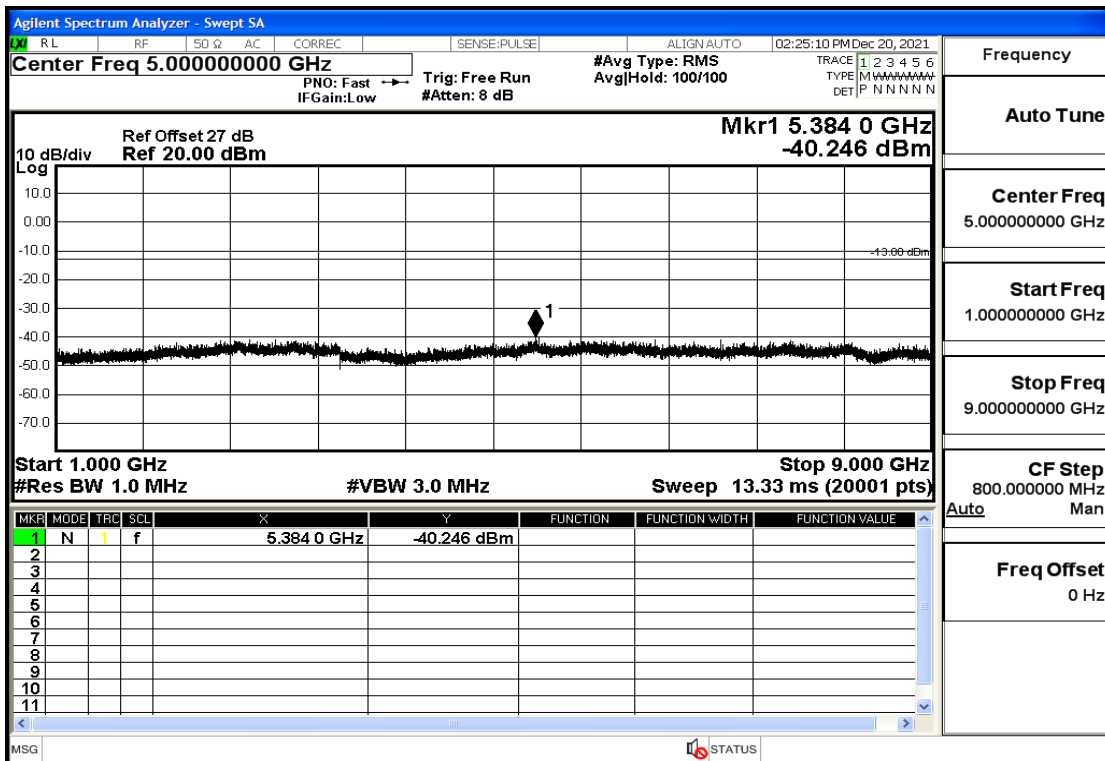 Agilent Spectrum Analyzer - Swept SA
LXI RL RF 50 Ω AC CORREC SENSE:PULSE ALIGN AUTO 02:25:10 PM Dec 20, 2021
Center Freq 5.000000000 GHz
PNO: Fast
IFGain:Low
Trig: Free Run
#Atten: 8 dB
#Avg Type: RMS
Avg|Hold: 100/100
TRACE 1 2 3 4 5 6
TYPE M WWWWW
DET P N N N N N
Ref Offset 27 dB
10 dB/div Ref 20.00 dBm
Log
Mkr1 5.384 0 GHz
-40.246 dBm
10.0
0.00
-10.0
-13.00 dBm
-20.0
-30.0
1
-40.0
-50.0
-60.0
-70.0
Start 1.000 GHz Stop 9.000 GHz
#Res BW 1.0 MHz #VBW 3.0 MHz Sweep 13.33 ms (20001 pts)
MKR MODE TRC SCL X Y FUNCTION FUNCTION WIDTH FUNCTION VALUE
1 N 1 f 5.384 0 GHz -40.246 dBm
2
3
4
5
6
7
8
9
10
11
MSG STATUS
Frequency
Auto Tune
Center Freq
5.000000000 GHz
Start Freq
1.000000000 GHz
Stop Freq
9.000000000 GHz
CF Step
800.000000 MHz
Auto Man
Freq Offset
0 Hz